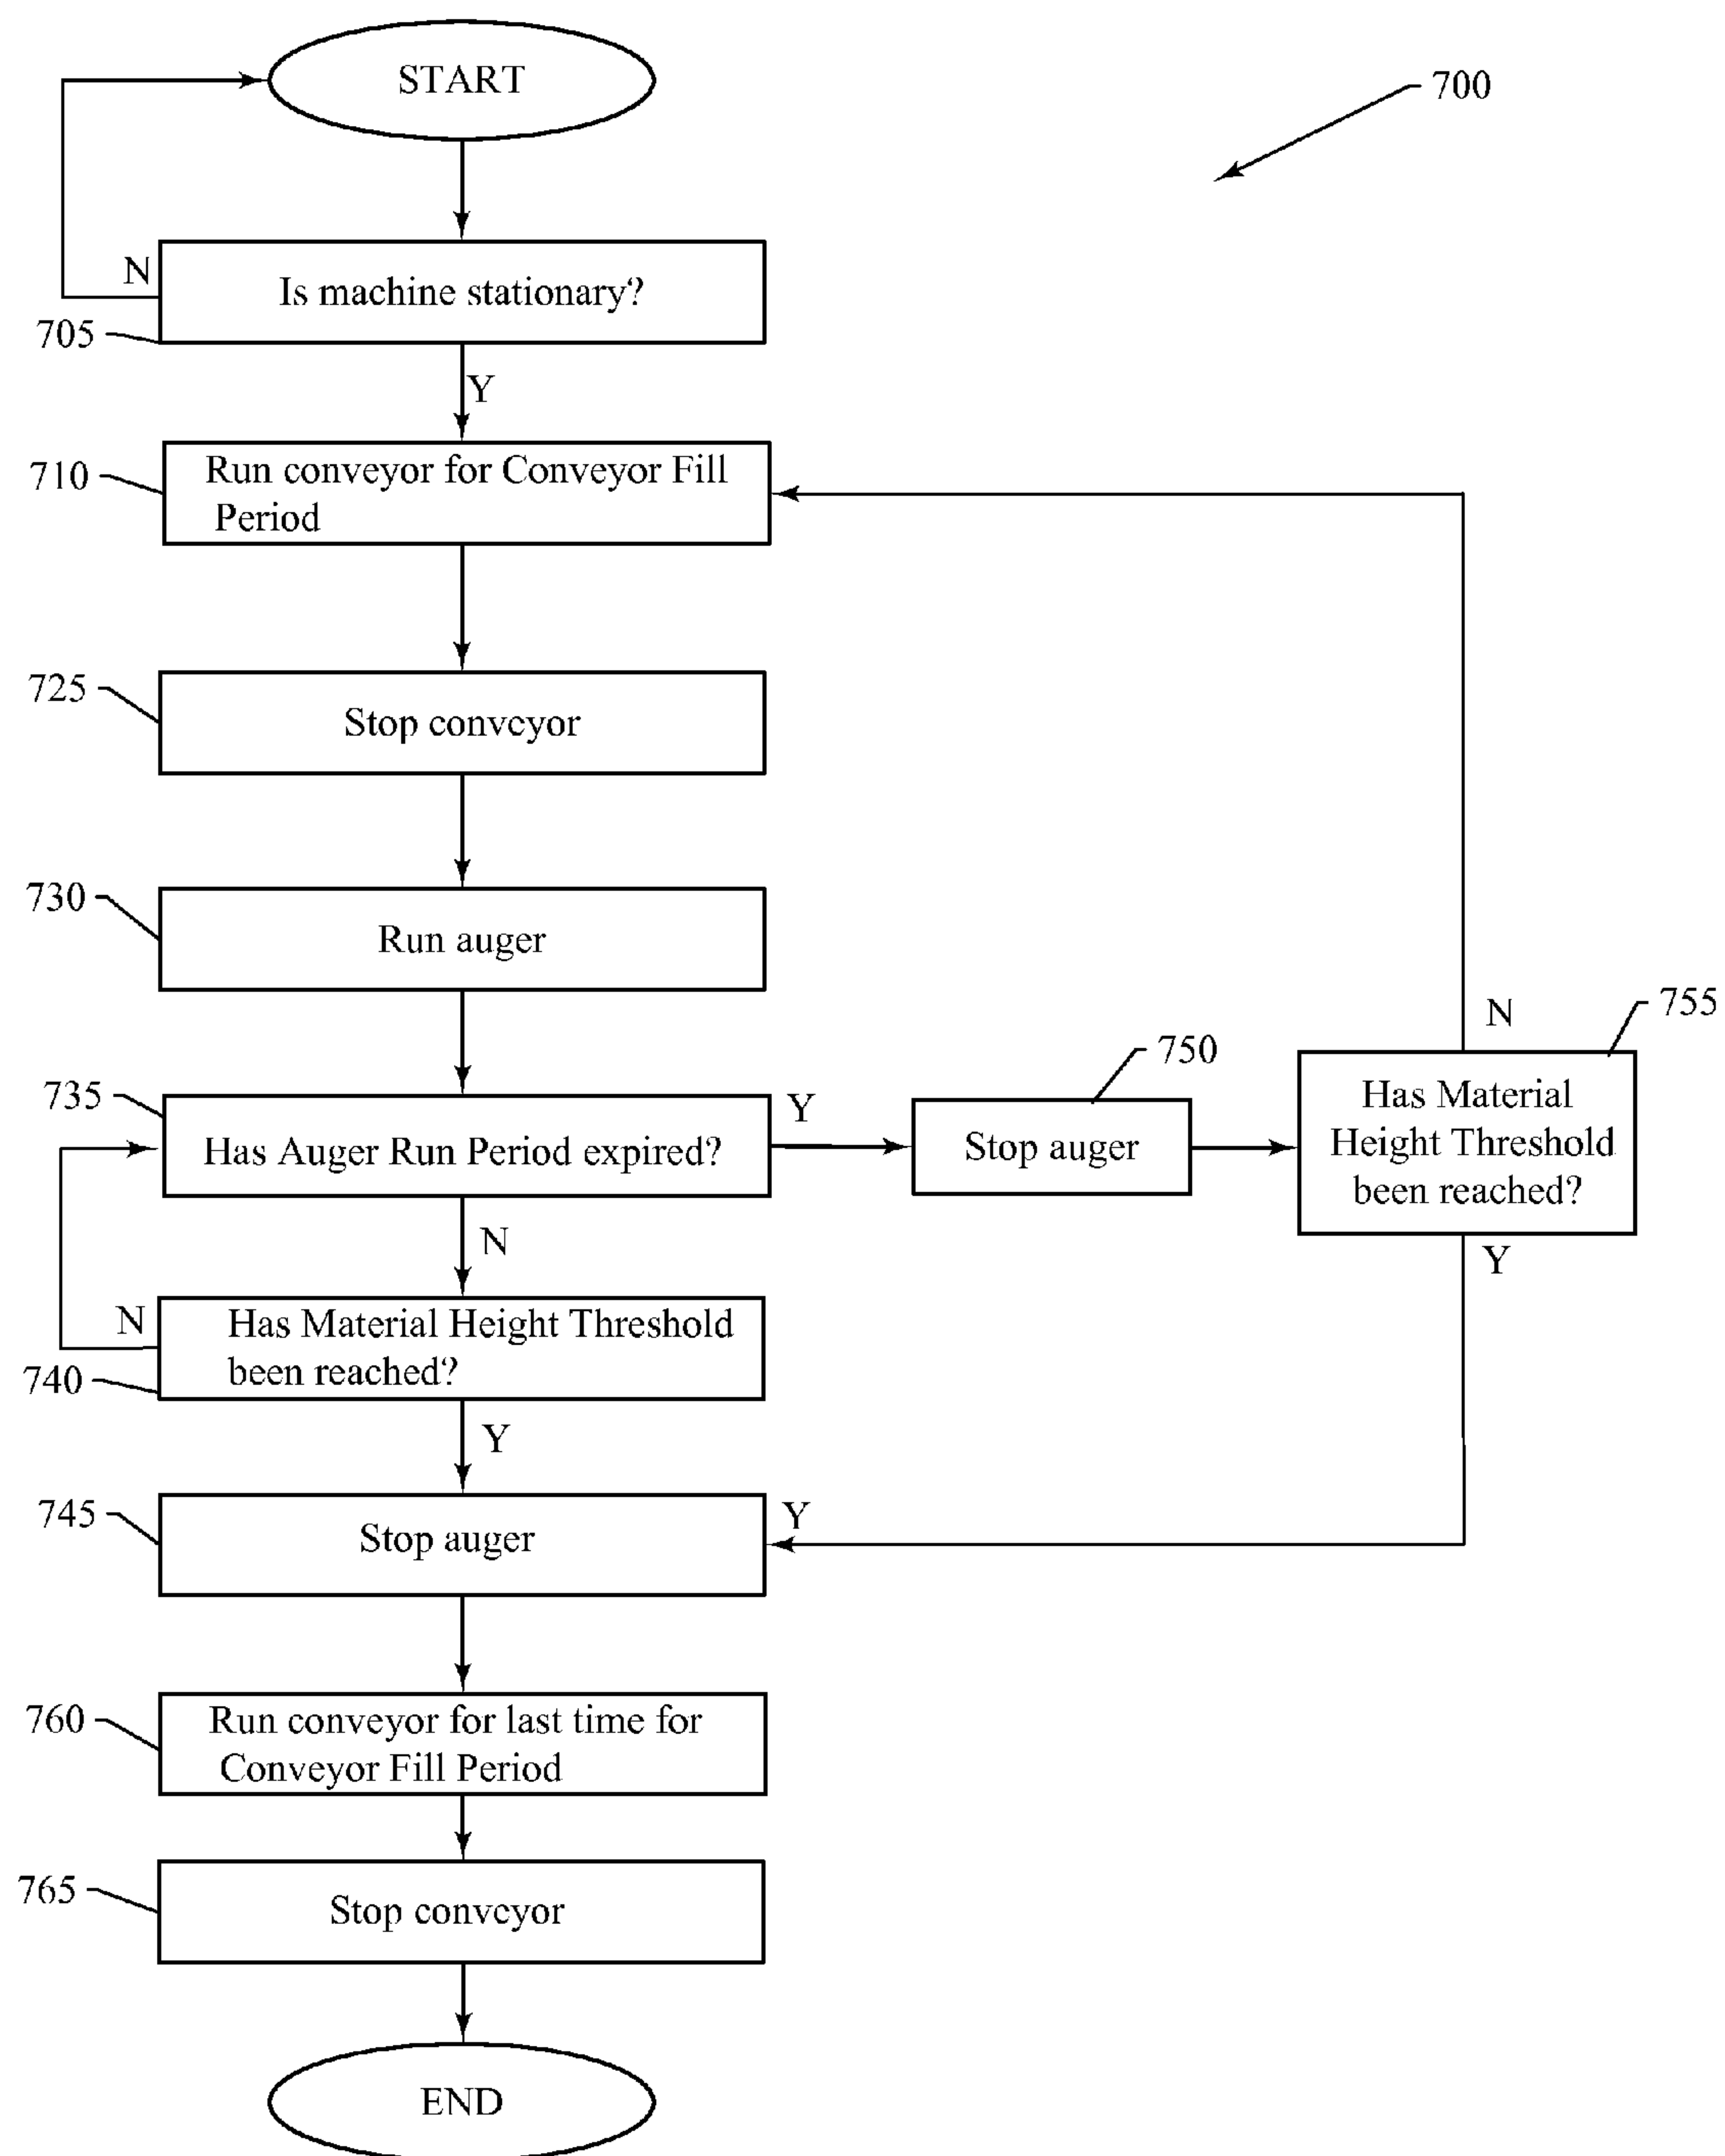 START
700
N
Is machine stationary?
705
Y
710
Run conveyor for Conveyor Fill
Period
725
Stop conveyor
730
Run auger
735
Has Auger Run Period expired?
Y
750
Stop auger
755
N
Has Material
Height Threshold
been reached?
Y
N
N
Has Material Height Threshold
been reached?
740
Y
745
Stop auger
Y
760
Run conveyor for last time for
Conveyor Fill Period
765
Stop conveyor
END